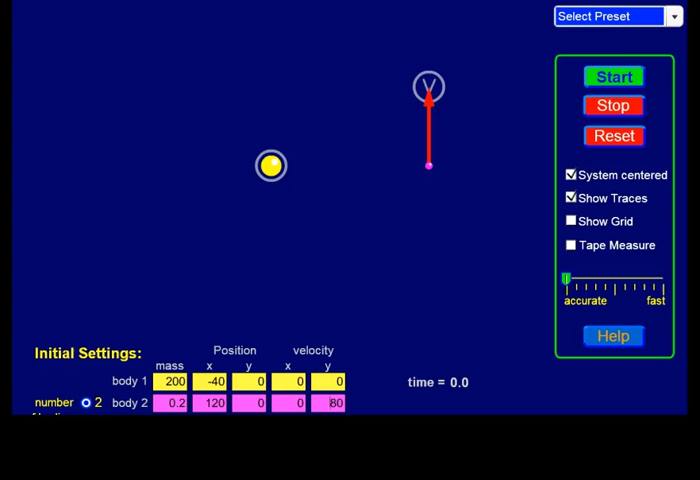 Select Preset
V
Start
Stop
Reset
System centered
Show Traces
Show Grid
Tape Measure
accurate fast
Help
Initial Settings:
Position velocity
mass x y x y
body 1 200 -40 0 0 0
time = 0.0
number 2 body 2 0.2 120 0 0 80